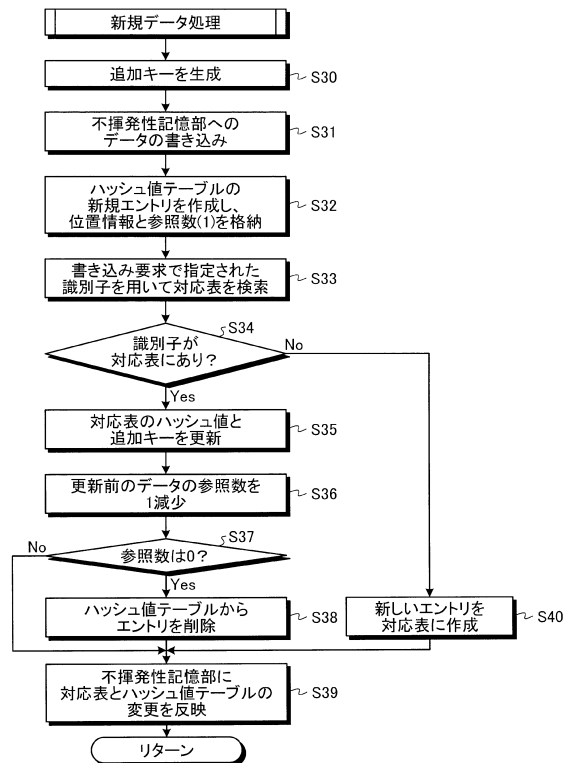 新規データ処理
追加キーを生成
S30
不揮発性記憶部への
データの書き込み
S31
ハッシュ値テーブルの
新規エントリを作成し、
位置情報と参照数(1)を格納
S32
書き込み要求で指定された
識別子を用いて対応表を検索
S33
S34
識別子が
対応表にあり?
No
Yes
対応表のハッシュ値と
追加キーを更新
S35
更新前のデータの参照数を
1減少
S36
S37
No
参照数は0?
Yes
ハッシュ値テーブルから
エントリを削除
S38
新しいエントリを
対応表に作成
S40
不揮発性記憶部に
対応表とハッシュ値テーブルの
変更を反映
S39
リターン